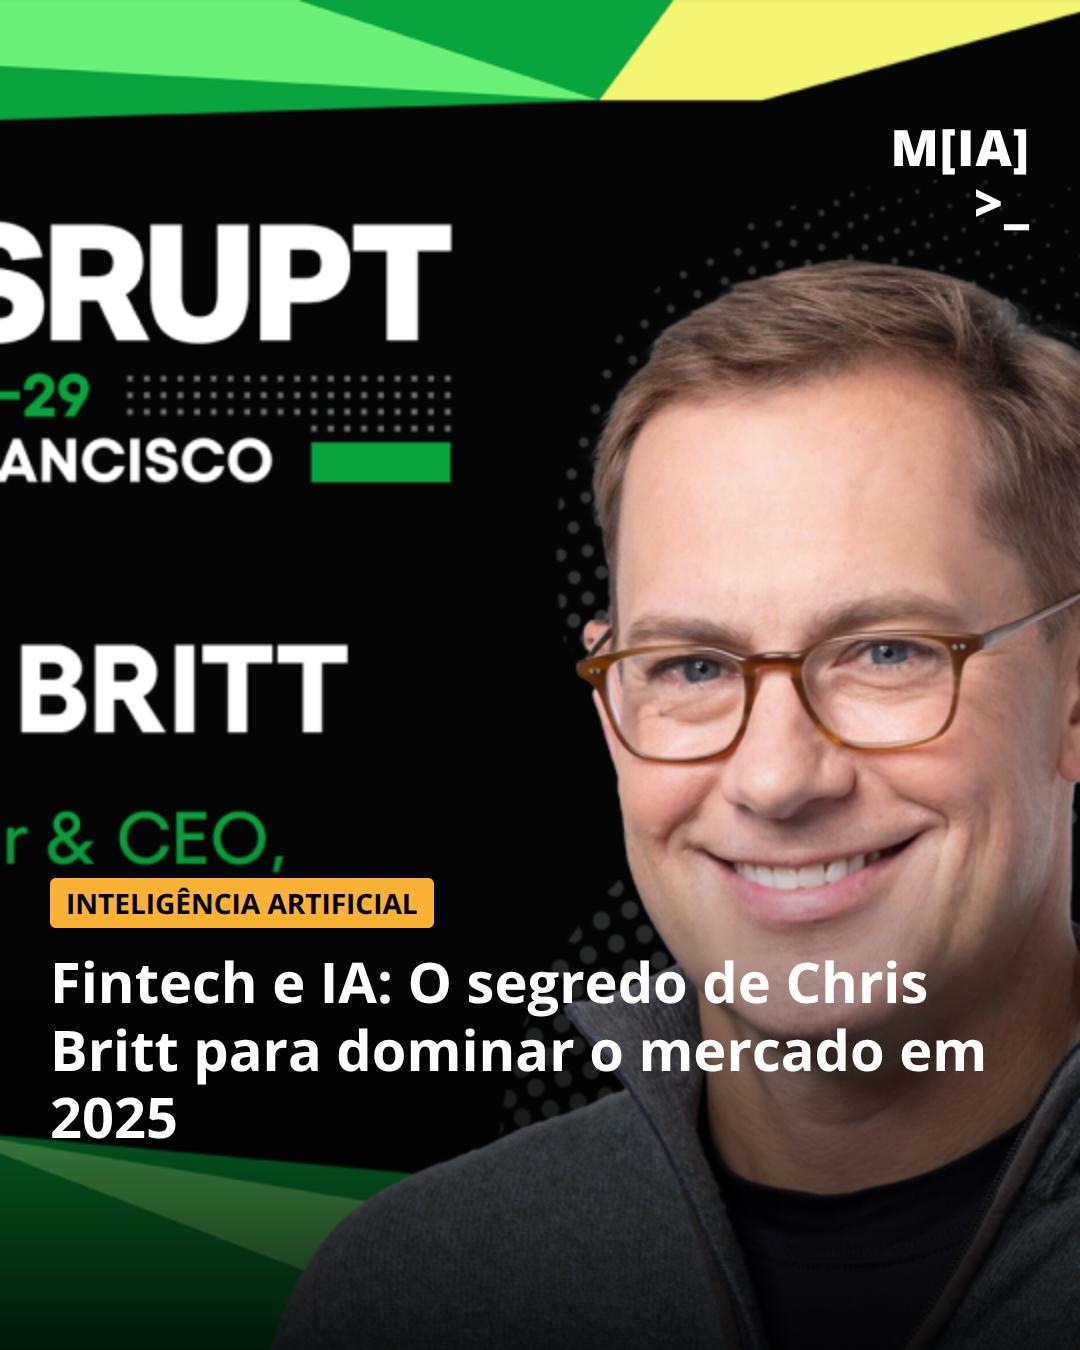 M[IA]
>_
SRUPT
–29
ANCISCO
BRITT
r & CEO,
INTELIGÊNCIA ARTIFICIAL
Fintech e IA: O segredo de Chris
Britt para dominar o mercado em
2025